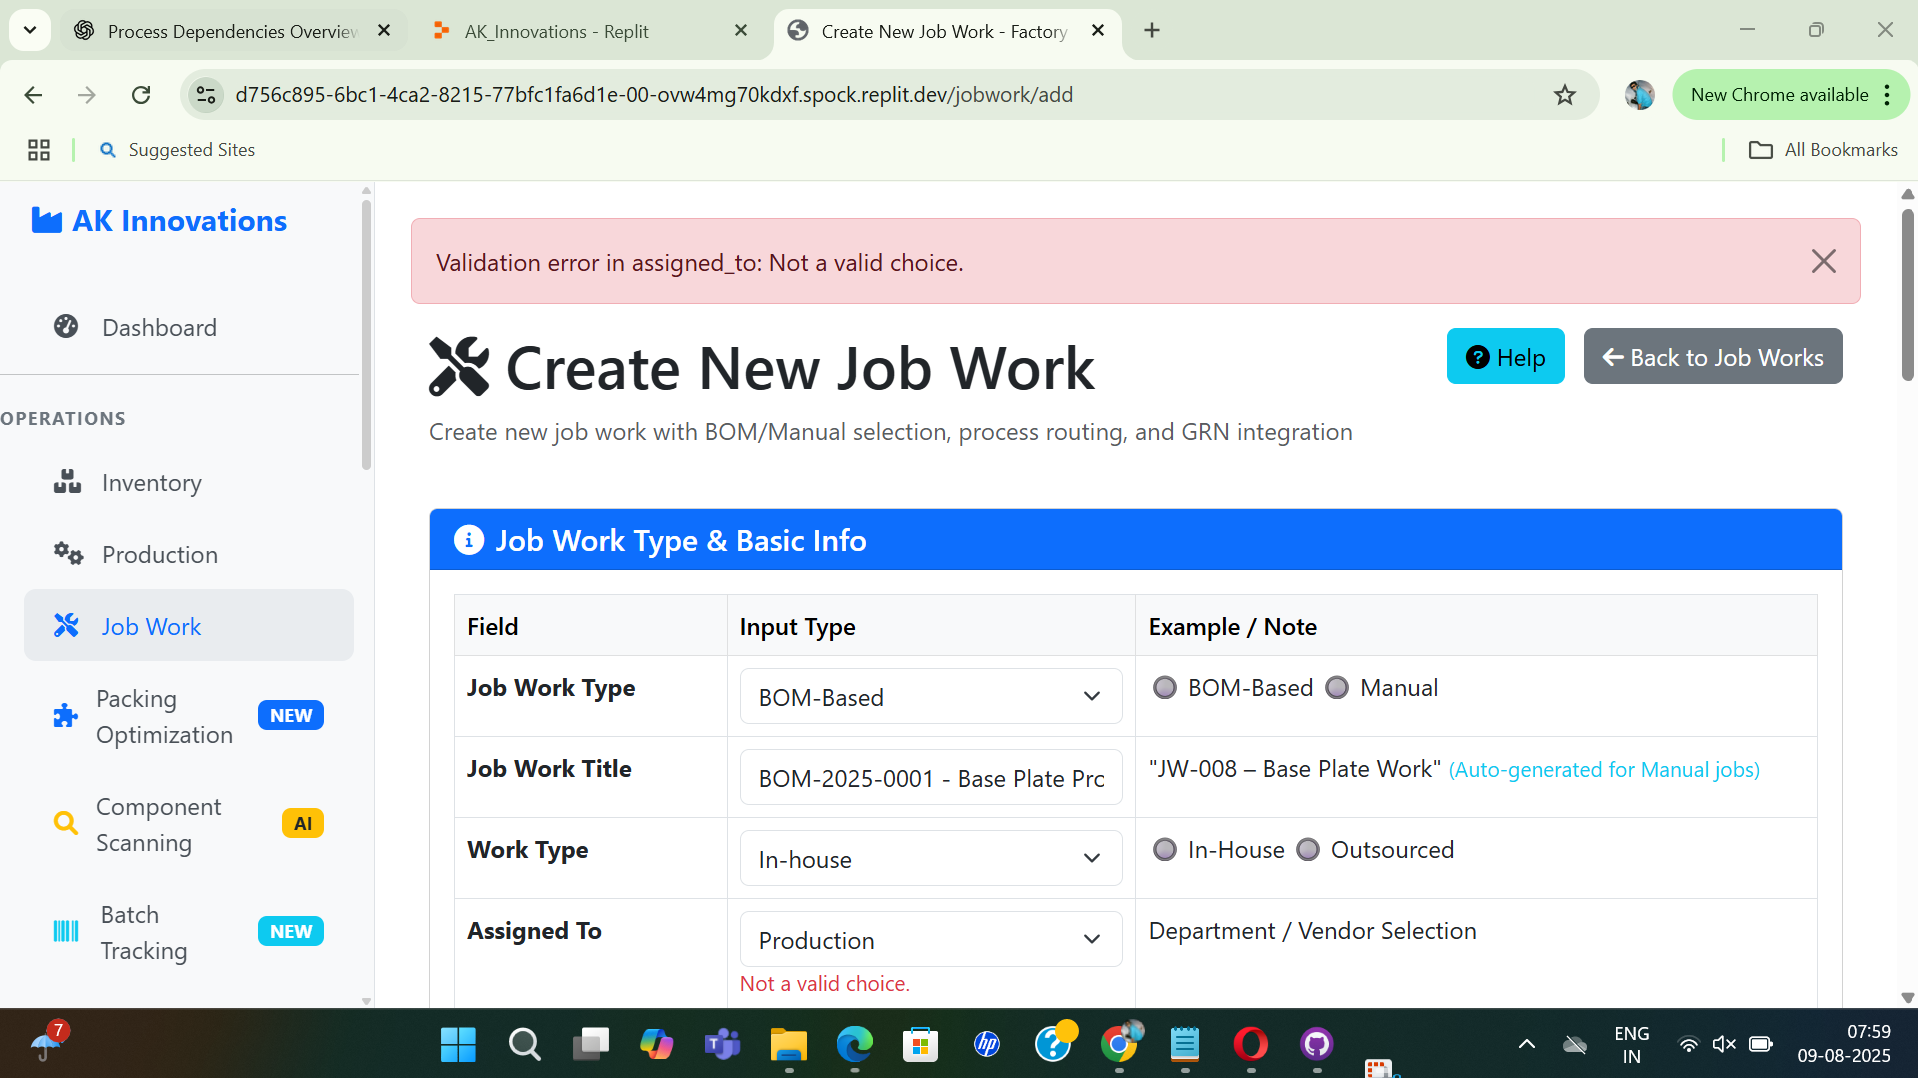 Process Dependencies Overview
AK_Innovations - Replit
Create New Job Work - Factory
d756c895-6bc1-4ca2-8215-77bfc1fa6d1e-00-ovw4mg70kdxf.spock.replit.dev/jobwork/add
New Chrome available
Suggested Sites
All Bookmarks
AK Innovations
Dashboard
OPERATIONS
Inventory
Production
Job Work
Packing
Optimization
NEW
Component
Scanning
AI
Batch
Tracking
NEW
Validation error in assigned_to: Not a valid choice.
Create New Job Work
Help
Back to Job Works
Create new job work with BOM/Manual selection, process routing, and GRN integration
Job Work Type & Basic Info
Field Input Type Example / Note
Job Work Type BOM-Based BOM-Based Manual
Job Work Title BOM-2025-0001 - Base Plate Pro "JW-008 – Base Plate Work" (Auto-generated for Manual jobs)
Work Type In-house In-House Outsourced
Assigned To Production Department / Vendor Selection
Not a valid choice.
7
hp
ENG
IN
07:59
09-08-2025